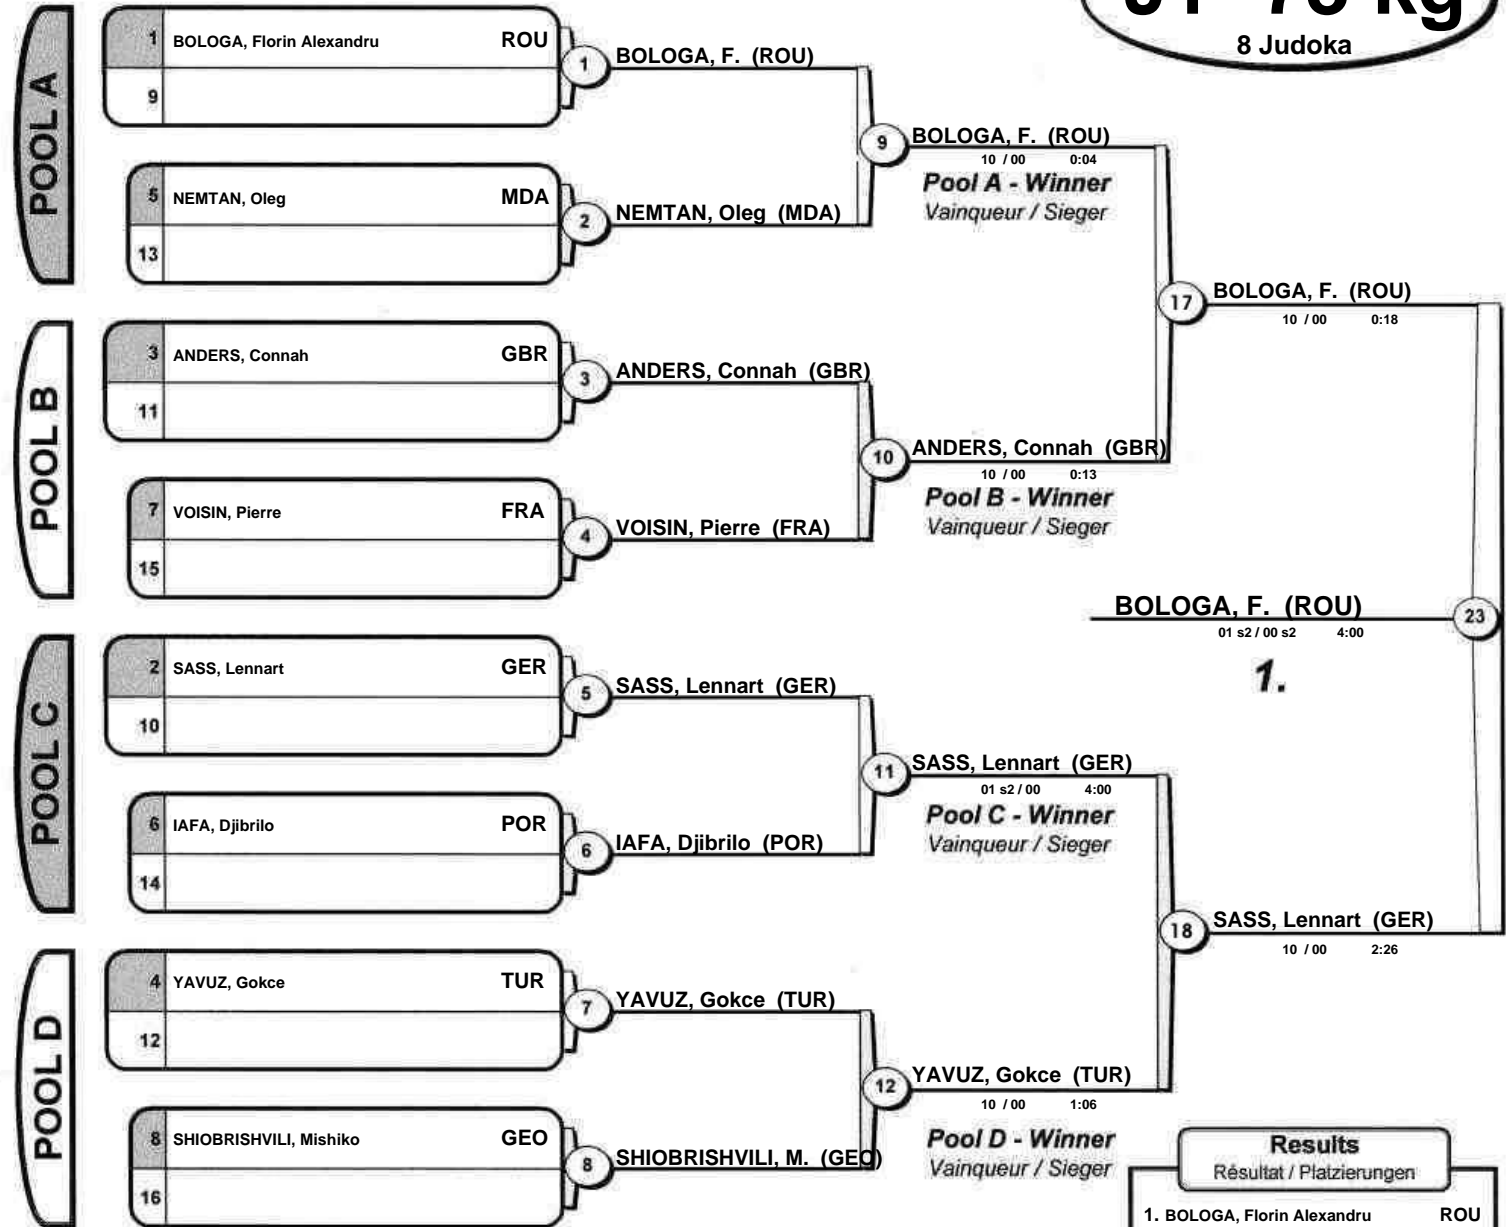 8 Judoka
POOL A
1 BOLOGA, Florin Alexandru ROU
9
1 BOLOGA, F. (ROU)
5 NEMTAN, Oleg MDA
13
2 NEMTAN, Oleg (MDA)
9 BOLOGA, F. (ROU)
10 / 00 0:04
Pool A - Winner
Vainqueur / Sieger
POOL B
3 ANDERS, Connah GBR
11
3 ANDERS, Connah (GBR)
7 VOISIN, Pierre FRA
15
4 VOISIN, Pierre (FRA)
10 ANDERS, Connah (GBR)
10 / 00 0:13
Pool B - Winner
Vainqueur / Sieger
17 BOLOGA, F. (ROU)
10 / 00 0:18
BOLOGA, F. (ROU) 23
01 s2 / 00 s2 4:00
1.
POOL C
2 SASS, Lennart GER
10
5 SASS, Lennart (GER)
6 IAFA, Djibrilo POR
14
6 IAFA, Djibrilo (POR)
11 SASS, Lennart (GER)
01 s2 / 00 4:00
Pool C - Winner
Vainqueur / Sieger
18 SASS, Lennart (GER)
10 / 00 2:26
POOL D
4 YAVUZ, Gokce TUR
12
7 YAVUZ, Gokce (TUR)
8 SHIOBRISHVILI, Mishiko GEO
16
8 SHIOBRISHVILI, M. (GEO)
12 YAVUZ, Gokce (TUR)
10 / 00 1:06
Pool D - Winner
Vainqueur / Sieger
Results
Résultat / Platzierungen
1. BOLOGA, Florin Alexandru ROU